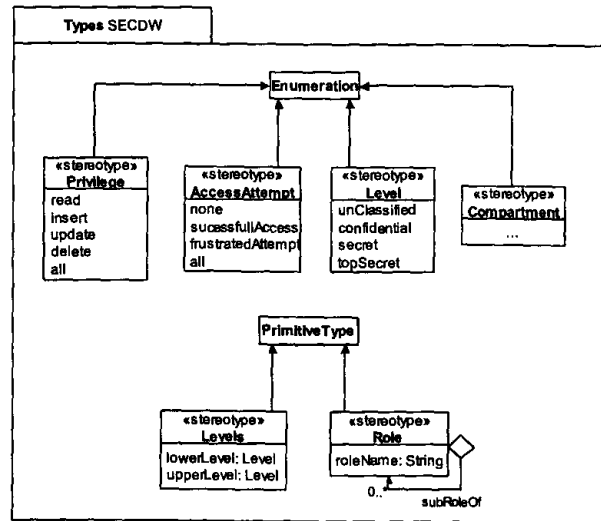 Types SECDW
Enumeration
«stereotype»
Privilege
read
insert
update
delete
all
«stereotype»
AccessAttempt
none
sucessfullAccess
frustratedAttempt
all
«stereotype»
Level
unClassified
confidential
secret
topSecret
«stereotype»
Compartment
...
PrimitiveType
«stereotype»
Levels
lowerLevel: Level
upperLevel: Level
«stereotype»
Role
roleName: String
0..*
subRoleOf